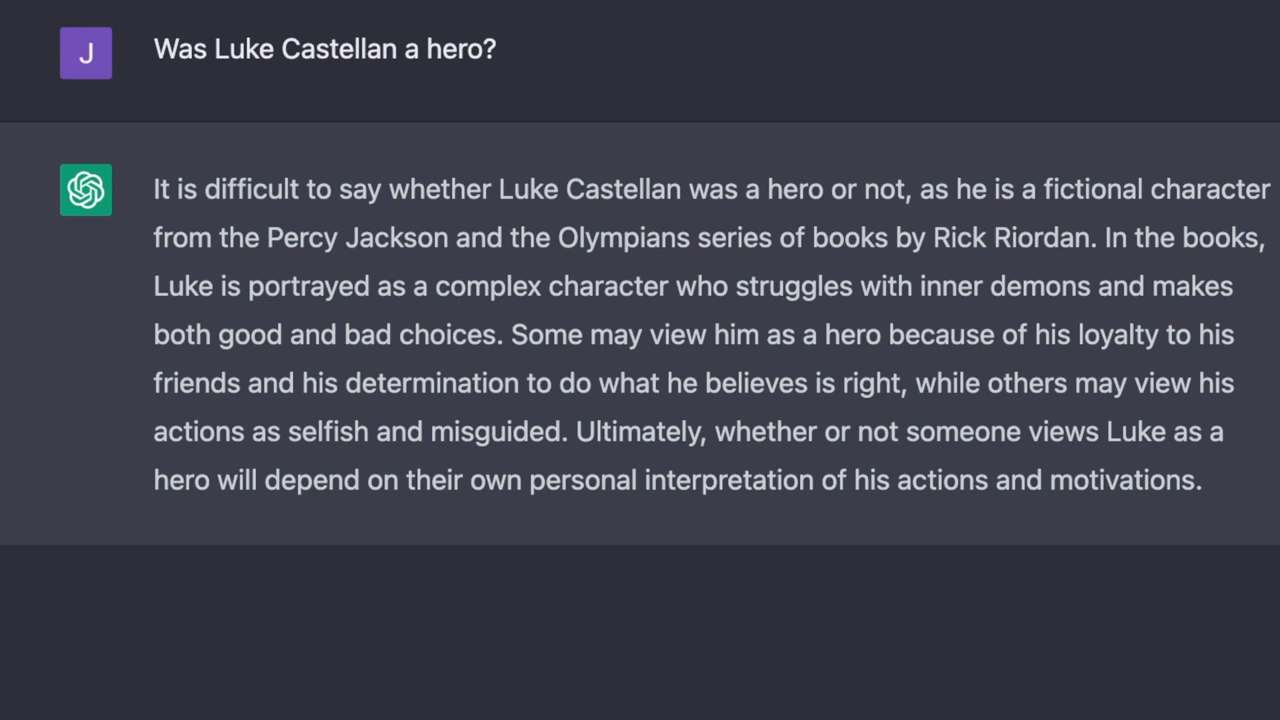 J
Was Luke Castellan a hero?
It is difficult to say whether Luke Castellan was a hero or not, as he is a fictional character
from the Percy Jackson and the Olympians series of books by Rick Riordan. In the books,
Luke is portrayed as a complex character who struggles with inner demons and makes
both good and bad choices. Some may view him as a hero because of his loyalty to his
friends and his determination to do what he believes is right, while others may view his
actions as selfish and misguided. Ultimately, whether or not someone views Luke as a
hero will depend on their own personal interpretation of his actions and motivations.